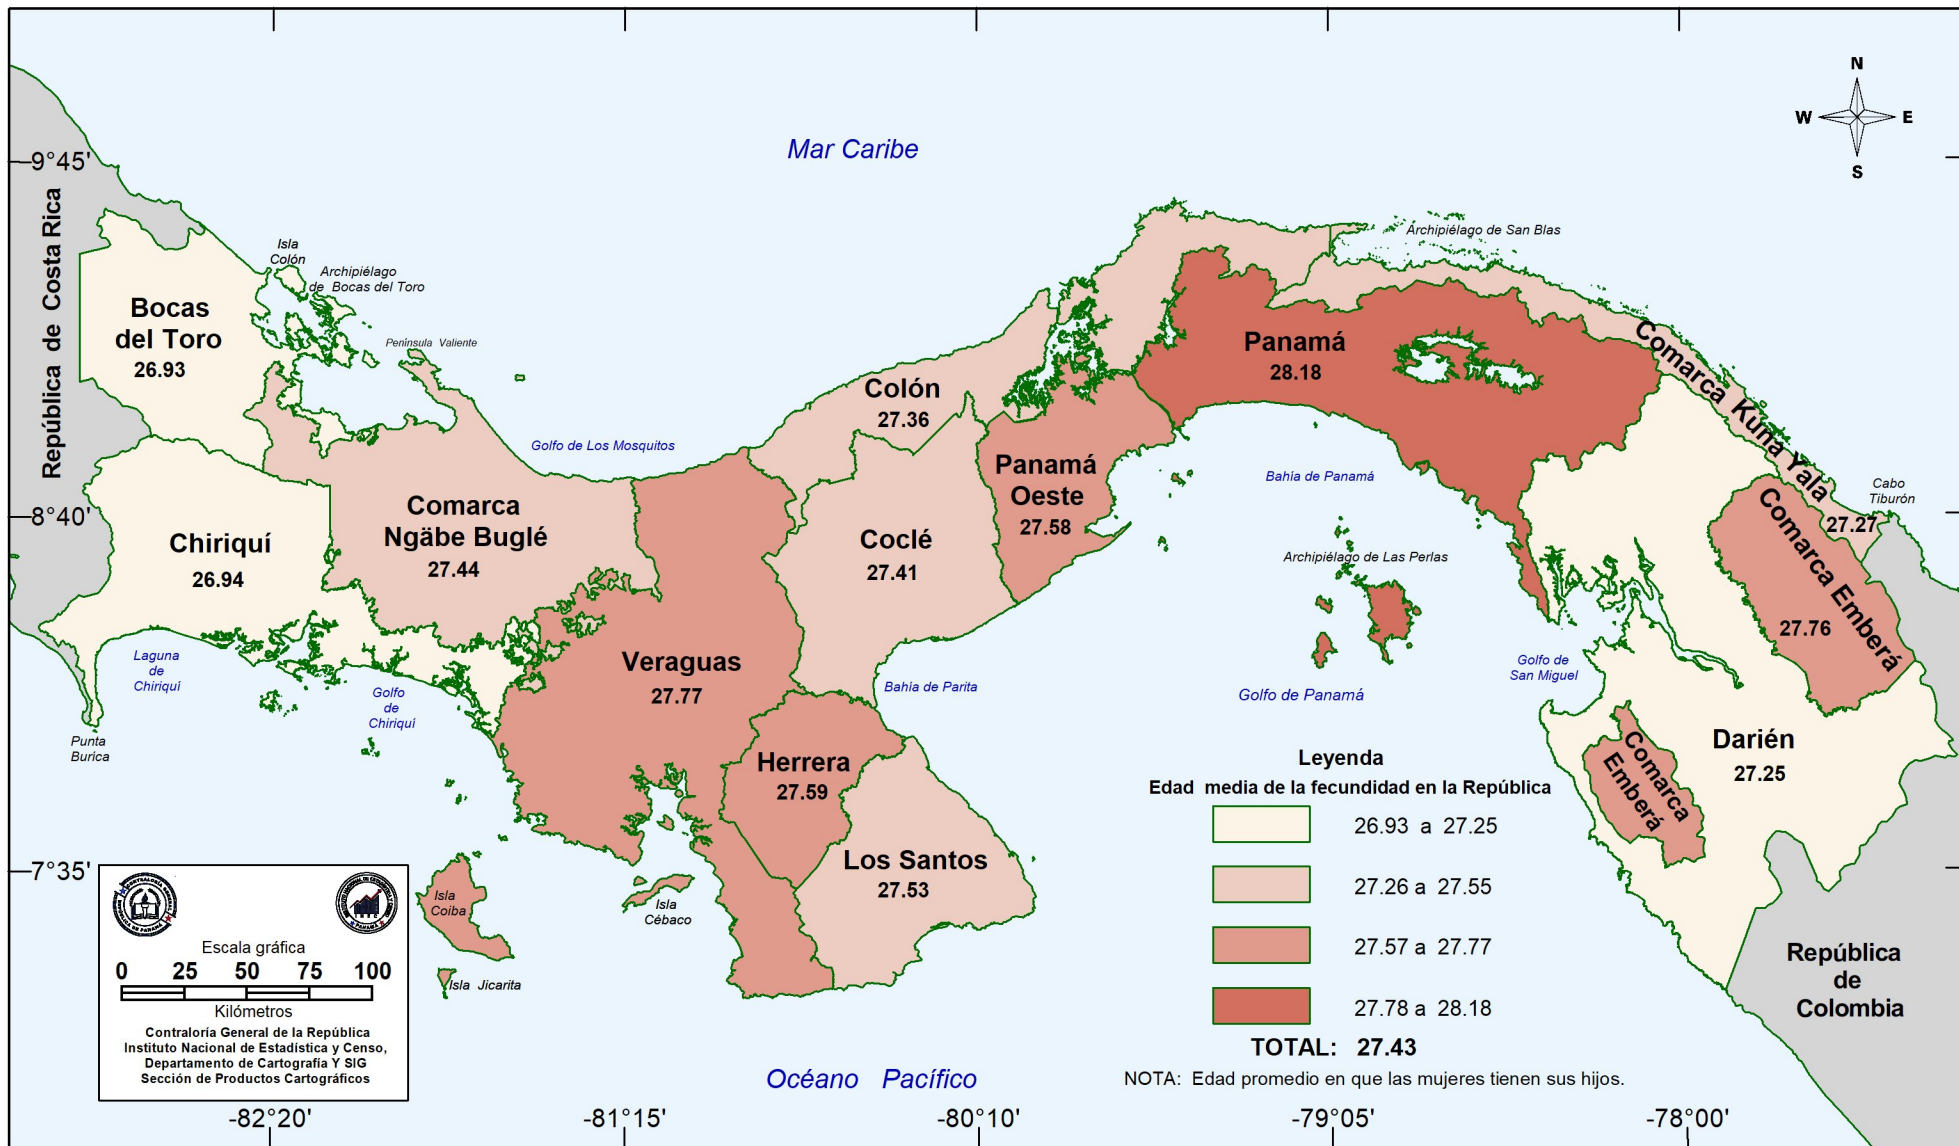 N
W E
S
Mar Caribe
9°45'
8°40'
7°35'
República de Costa Rica
Isla
Colón
Archipiélago
de Bocas del Toro
Archipiélago de San Blas
Bocas
del Toro
26.93
Península Valiente
Golfo de Los Mosquitos
Colón
27.36
Panamá
28.18
Comarca Kuna Yala
27.27
Cabo
Tiburón
Panamá
Oeste
27.58
Bahía de Panamá
Comarca
Ngäbe Buglé
27.44
Chiriquí
26.94
Coclé
27.41
Archipiélago de Las Perlas
Comarca Emberá
27.76
Laguna
de
Chiriquí
Golfo
de
Chiriquí
Veraguas
27.77
Bahía de Parita
Golfo de Panamá
Golfo de
San Miguel
Punta
Burica
Herrera
27.59
Los Santos
27.53
Darién
27.25
Comarca
Emberá
Isla
Coiba
Isla
Cébaco
Isla Jicarita
República
de
Colombia
Leyenda
Edad media de la fecundidad en la República
26.93 a 27.25
27.26 a 27.55
27.57 a 27.77
27.78 a 28.18
TOTAL: 27.43
NOTA: Edad promedio en que las mujeres tienen sus hijos.
Escala gráfica
0 25 50 75 100
Kilómetros
Contraloría General de la República
Instituto Nacional de Estadística y Censo,
Departamento de Cartografía Y SIG
Sección de Productos Cartográficos
Océano Pacífico
-82°20' -81°15' -80°10' -79°05' -78°00'